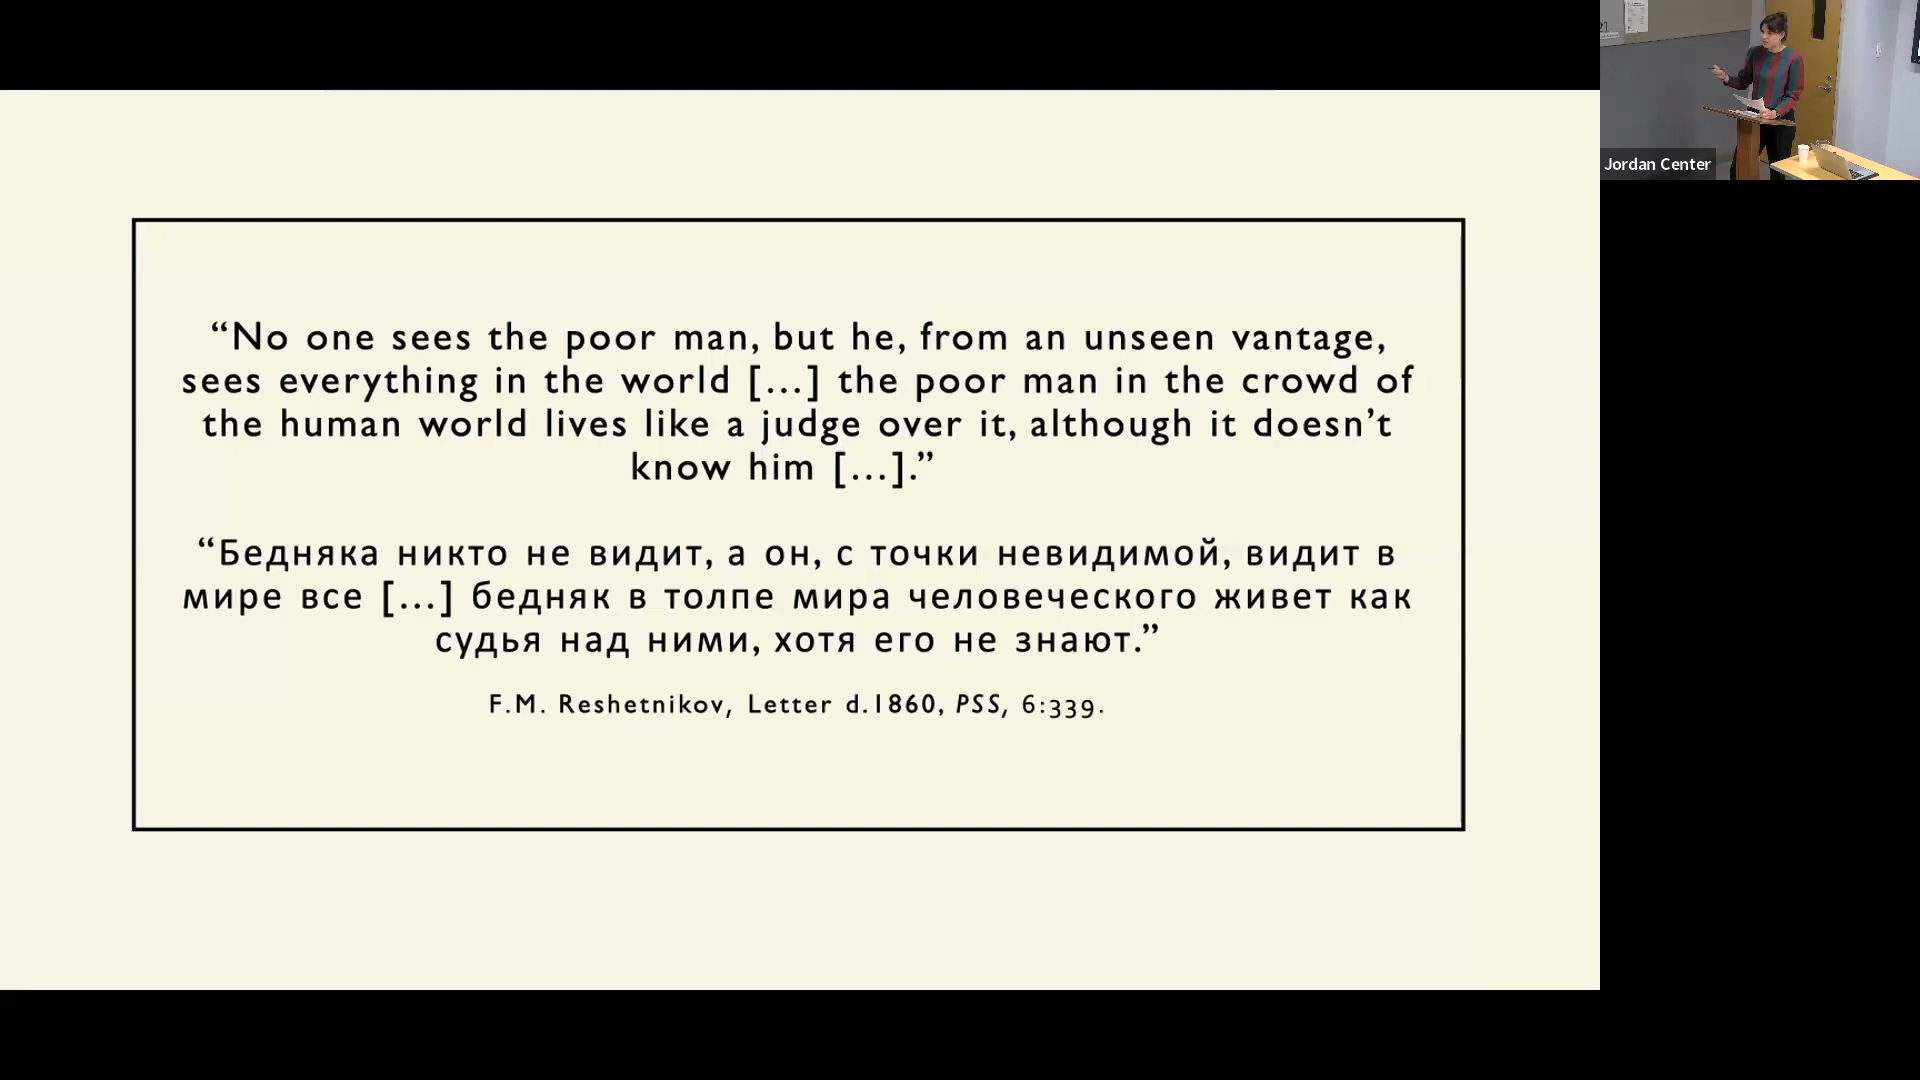 “No one sees the poor man, but he, from an unseen vantage,
sees everything in the world […] the poor man in the crowd of
the human world lives like a judge over it, although it doesn’t
know him […].”
“Бедняка никто не видит, а он, с точки невидимой, видит в
мире все […] бедняк в толпе мира человеческого живет как
судья над ними, хотя его не знают.”
F.M. Reshetnikov, Letter d.1860, PSS, 6:339.
Jordan Center